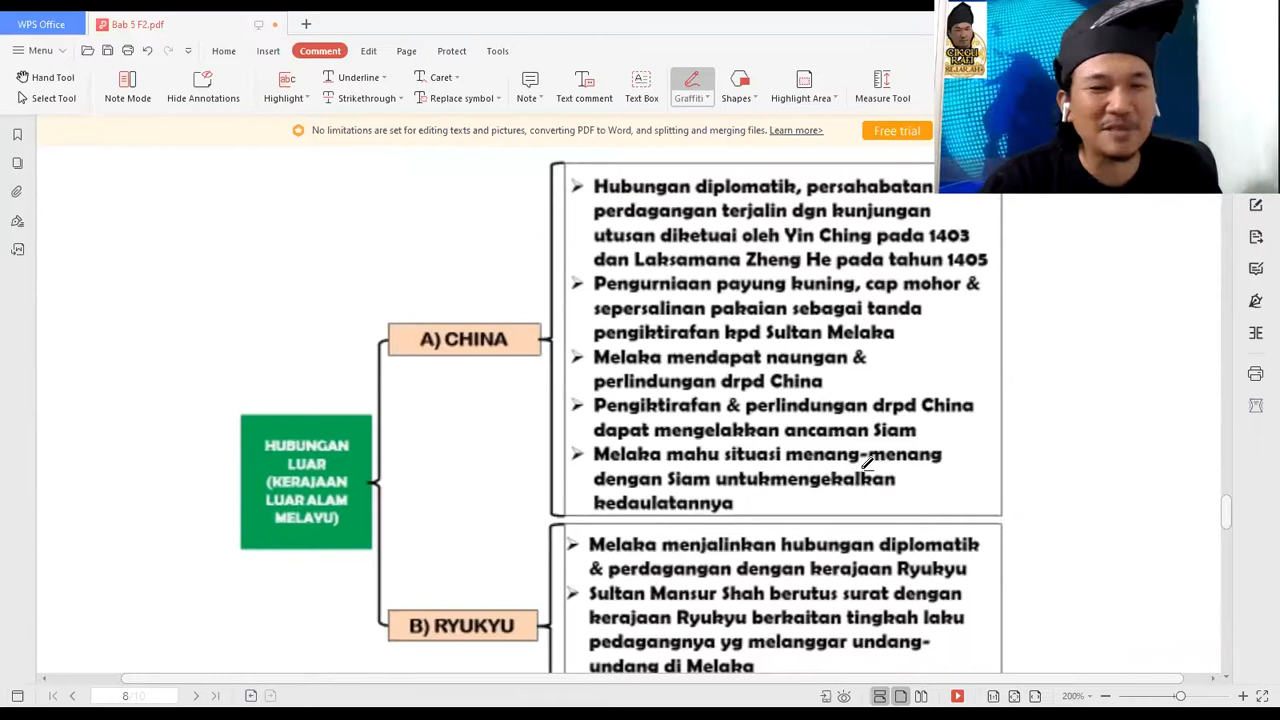 WPS Office
Bab 5 F2.pdf
Menu
Home
Insert
Comment
Edit
Page
Protect
Tools
Hand Tool
Select Tool
Note Mode
Hide Annotations
Highlight
Underline
Strikethrough
Caret
Replace symbol
Note
Text comment
Text Box
Graffiti
Shapes
Highlight Area
Measure Tool
No limitations are set for editing texts and pictures, converting PDF to Word, and splitting and merging files. Learn more>
Free trial
CIKGU
RAFI
SEJARAH
HUBUNGAN
LUAR
(KERAJAAN
LUAR ALAM
MELAYU)
A) CHINA
Hubungan diplomatik, persahabatan
perdagangan terjalin dgn kunjungan
utusan diketuai oleh Yin Ching pada 1403
dan Laksamana Zheng He pada tahun 1405
Pengurniaan payung kuning, cap mohor &
sepersalinan pakaian sebagai tanda
pengiktirafan kpd Sultan Melaka
Melaka mendapat naungan &
perlindungan drpd China
Pengiktirafan & perlindungan drpd China
dapat mengelakkan ancaman Siam
Melaka mahu situasi menang-menang
dengan Siam untukmengekalkan
kedaulatannya
B) RYUKYU
Melaka menjalinkan hubungan diplomatik
& perdagangan dengan kerajaan Ryukyu
Sultan Mansur Shah berutus surat dengan
kerajaan Ryukyu berkaitan tingkah laku
pedagangnya yg melanggar undang-
undang di Melaka
8/10
200%